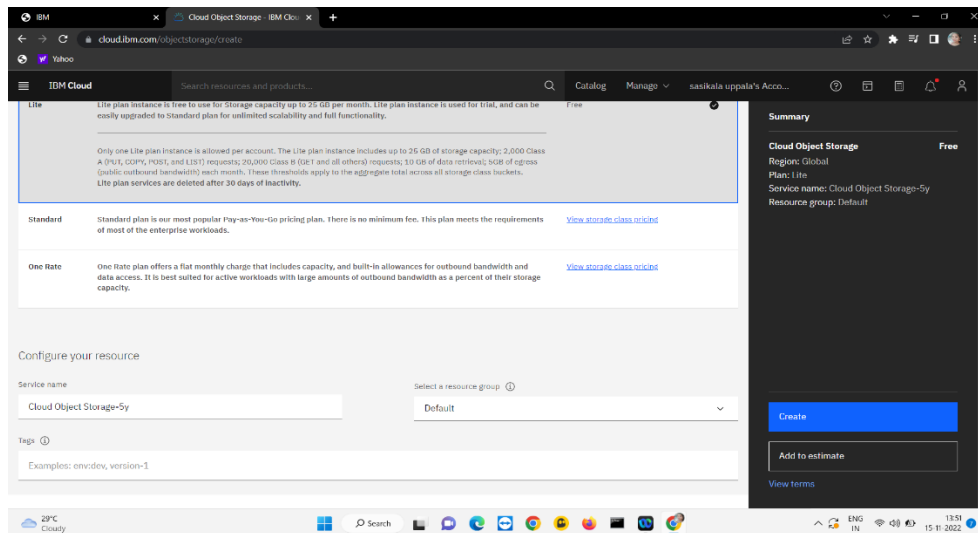 IBM
Cloud Object Storage - IBM Clou
cloud.ibm.com/objectstorage/create
Yahoo
IBM Cloud
Search resources and products...
Catalog
Manage
sasikala uppala's Acco...
Lite
Lite plan instance is free to use for Storage capacity up to 25 GB per month. Lite plan instance is used for trial, and can be
easily upgraded to Standard plan for unlimited scalability and full functionality.
Free
Only one Lite plan instance is allowed per account. The Lite plan instance includes up to 25 GB of storage capacity; 2,000 Class
A (PUT, COPY, POST, and LIST) requests; 20,000 Class B (GET and all others) requests; 10 GB of data retrieval; 5GB of egress
(public outbound bandwidth) each month. These thresholds apply to the aggregate total across all storage class buckets.
Lite plan services are deleted after 30 days of inactivity.
Standard
Standard plan is our most popular Pay-as-You-Go pricing plan. There is no minimum fee. This plan meets the requirements
of most of the enterprise workloads.
View storage class pricing
One Rate
One Rate plan offers a flat monthly charge that includes capacity, and built-in allowances for outbound bandwidth and
data access. It is best suited for active workloads with large amounts of outbound bandwidth as a percent of their storage
capacity.
View storage class pricing
Configure your resource
Service name
Cloud Object Storage-5y
Select a resource group
Default
Tags
Examples: env:dev, version-1
Summary
Cloud Object Storage
Free
Region: Global
Plan: Lite
Service name: Cloud Object Storage-5y
Resource group: Default
Create
Add to estimate
View terms
29°C
Cloudy
Search
ENG
IN
13:51
15-11-2022
7